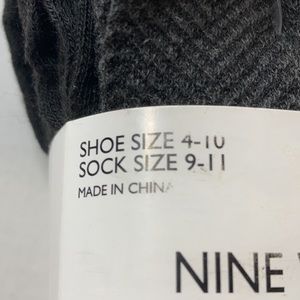 SHOE SIZE 4-10
SOCK SIZE 9-11
MADE IN CHINA
NINE